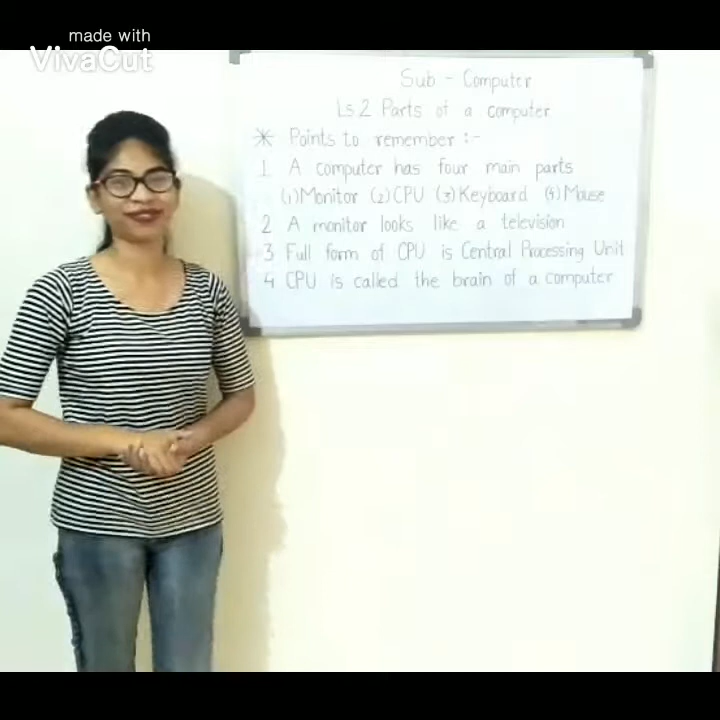 made with
VivaCut
Sub - Computer
Ls.2 Parts of a computer
* Points to remember :-
1 A computer has four main parts
(1) Monitor (2) CPU (3) Keyboard (4) Mouse
2 A monitor looks like a television
3 Full form of CPU is Central Processing Unit
4 CPU is called the brain of a computer